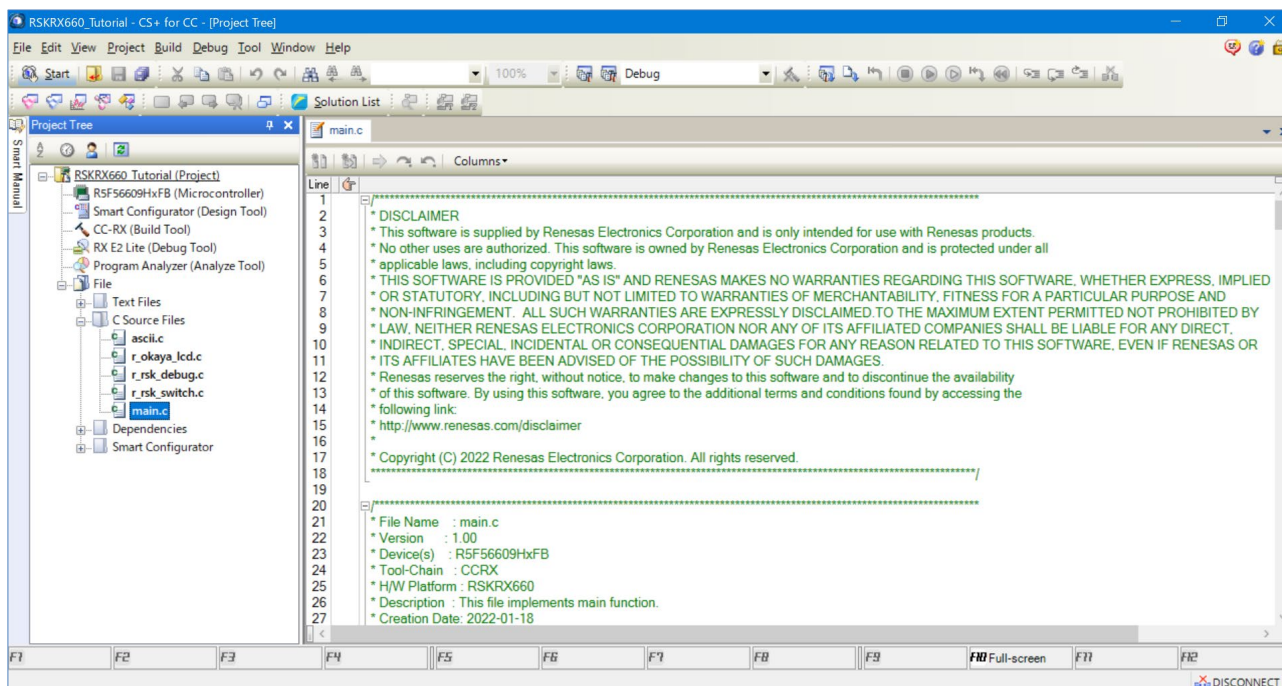 RSKRX660_Tutorial - CS+ for CC - [Project Tree]
File Edit View Project Build Debug Tool Window Help
Start 100% Debug
Solution List
Smart Manual
Project Tree
RSKRX660_Tutorial (Project)
R5F56609HxFB (Microcontroller)
Smart Configurator (Design Tool)
CC-RX (Build Tool)
RX E2 Lite (Debug Tool)
Program Analyzer (Analyze Tool)
File
Text Files
C Source Files
ascii.c
r_okaya_lcd.c
r_rsk_debug.c
r_rsk_switch.c
main.c
Dependencies
Smart Configurator
main.c
Columns
Line
1 /***********************************************************************************************************************
2 * DISCLAIMER
3 * This software is supplied by Renesas Electronics Corporation and is only intended for use with Renesas products.
4 * No other uses are authorized. This software is owned by Renesas Electronics Corporation and is protected under all
5 * applicable laws, including copyright laws.
6 * THIS SOFTWARE IS PROVIDED "AS IS" AND RENESAS MAKES NO WARRANTIES REGARDING THIS SOFTWARE, WHETHER EXPRESS, IMPLIED
7 * OR STATUTORY, INCLUDING BUT NOT LIMITED TO WARRANTIES OF MERCHANTABILITY, FITNESS FOR A PARTICULAR PURPOSE AND
8 * NON-INFRINGEMENT. ALL SUCH WARRANTIES ARE EXPRESSLY DISCLAIMED.TO THE MAXIMUM EXTENT PERMITTED NOT PROHIBITED BY
9 * LAW, NEITHER RENESAS ELECTRONICS CORPORATION NOR ANY OF ITS AFFILIATED COMPANIES SHALL BE LIABLE FOR ANY DIRECT,
10 * INDIRECT, SPECIAL, INCIDENTAL OR CONSEQUENTIAL DAMAGES FOR ANY REASON RELATED TO THIS SOFTWARE, EVEN IF RENESAS OR
11 * ITS AFFILIATES HAVE BEEN ADVISED OF THE POSSIBILITY OF SUCH DAMAGES.
12 * Renesas reserves the right, without notice, to make changes to this software and to discontinue the availability
13 * of this software. By using this software, you agree to the additional terms and conditions found by accessing the
14 * following link:
15 * http://www.renesas.com/disclaimer
16 *
17 * Copyright (C) 2022 Renesas Electronics Corporation. All rights reserved.
18 ***********************************************************************************************************************/
19
20 /***********************************************************************************************************************
21 * File Name : main.c
22 * Version : 1.00
23 * Device(s) : R5F56609HxFB
24 * Tool-Chain : CCRX
25 * H/W Platform : RSKRX660
26 * Description : This file implements main function.
27 * Creation Date: 2022-01-18
F1 F2 F3 F4 F5 F6 F7 F8 F9 F10 Full-screen F11 F12
DISCONNECT